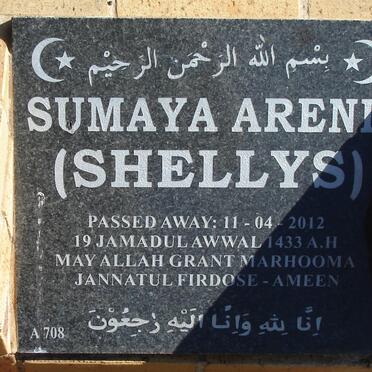 بِسْمِ اللهِ الرَّحْمٰنِ الرَّحِيْمِ
SUMAYA
(SHELLYS)
PASSED AWAY: 11 - 04 - 2012
19 JAMADUL AWWAL 1433 A.H
MAY ALLAH GRANT MARHOOMA
JANNATUL FIRDOSE - AMEEN
اِنَّا لِلّٰهِ وَاِنَّا اِلَيْهِ رٰجِعُوْنَ
A 708